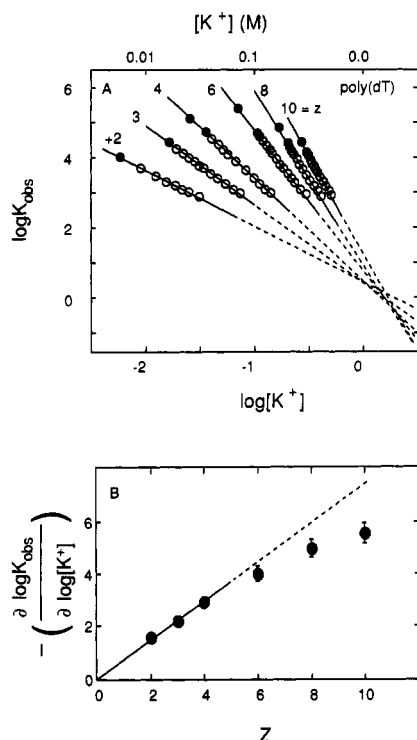 [K⁺] (M)
0.01 0.1 0.0
A poly(dT)
4 6 8
3 10 = z
+2
6
4
2
0
logK_obs
-2 -1 0
log[K⁺]
B
− ( ∂ logK_obs / ∂ log[K⁺] )
6
4
2
0
0 2 4 6 8 10
Z